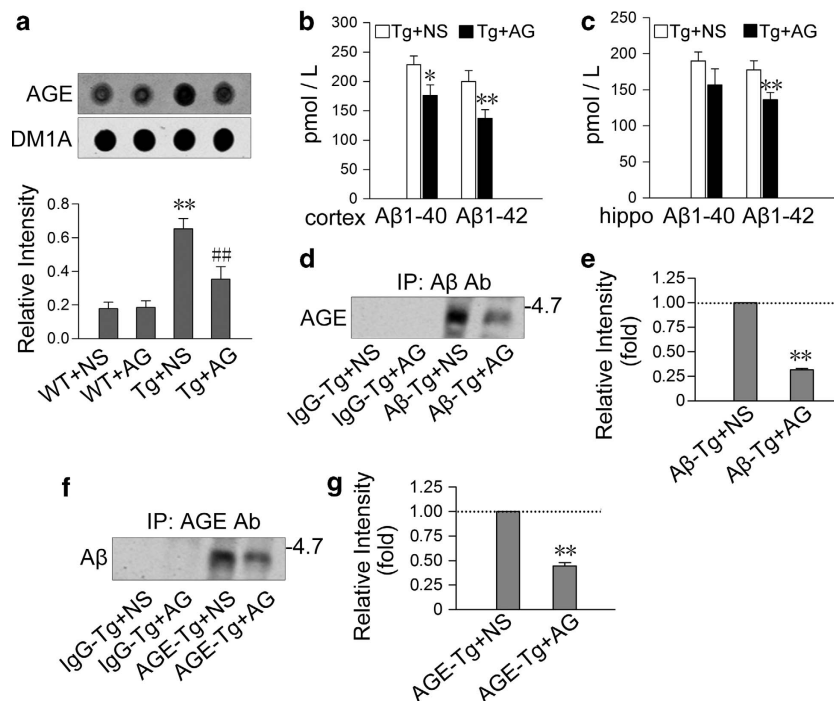 a
AGE
DM1A
Relative Intensity
0.8
0.6
0.4
0.2
0.0
**
##
WT+NS
WT+AG
Tg+NS
Tg+AG
b
Tg+NS
Tg+AG
pmol / L
300
250
200
150
100
50
0
*
**
cortex Aβ1-40 Aβ1-42
c
Tg+NS
Tg+AG
pmol / L
250
200
150
100
50
0
**
hippo Aβ1-40 Aβ1-42
d
IP: Aβ Ab
AGE
-4.7
IgG-Tg+NS
IgG-Tg+AG
Aβ-Tg+NS
Aβ-Tg+AG
e
Relative Intensity
(fold)
1.25
1.00
0.75
0.50
0.25
0
**
Aβ-Tg+NS
Aβ-Tg+AG
f
IP: AGE Ab
Aβ
-4.7
IgG-Tg+NS
IgG-Tg+AG
AGE-Tg+NS
AGE-Tg+AG
g
Relative Intensity
(fold)
1.25
1.00
0.75
0.50
0.25
0
**
AGE-Tg+NS
AGE-Tg+AG